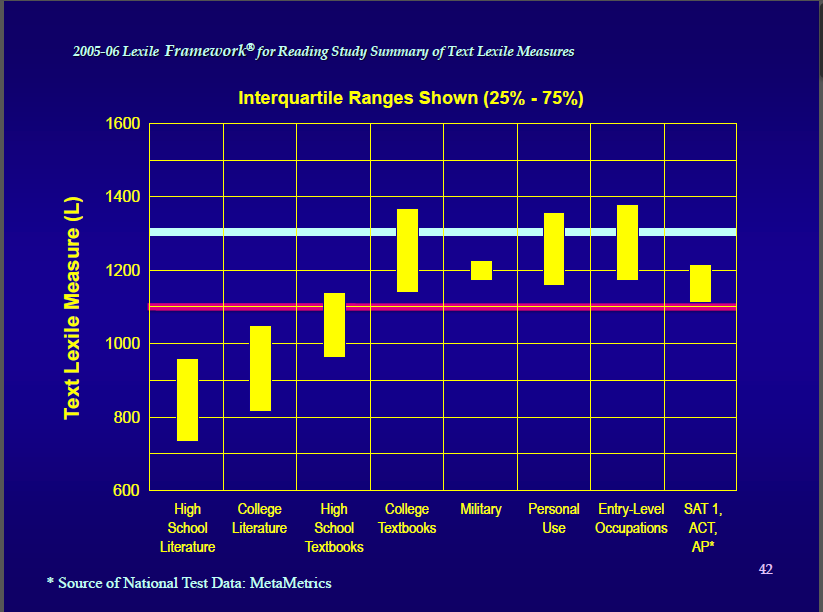 2005-06 Lexile Framework® for Reading Study Summary of Text Lexile Measures
Interquartile Ranges Shown (25% - 75%)
Text Lexile Measure (L)
1600
1400
1200
1000
800
600
High School Literature
College Literature
High School Textbooks
College Textbooks
Military
Personal Use
Entry-Level Occupations
SAT 1, ACT, AP*
42
* Source of National Test Data: MetaMetrics